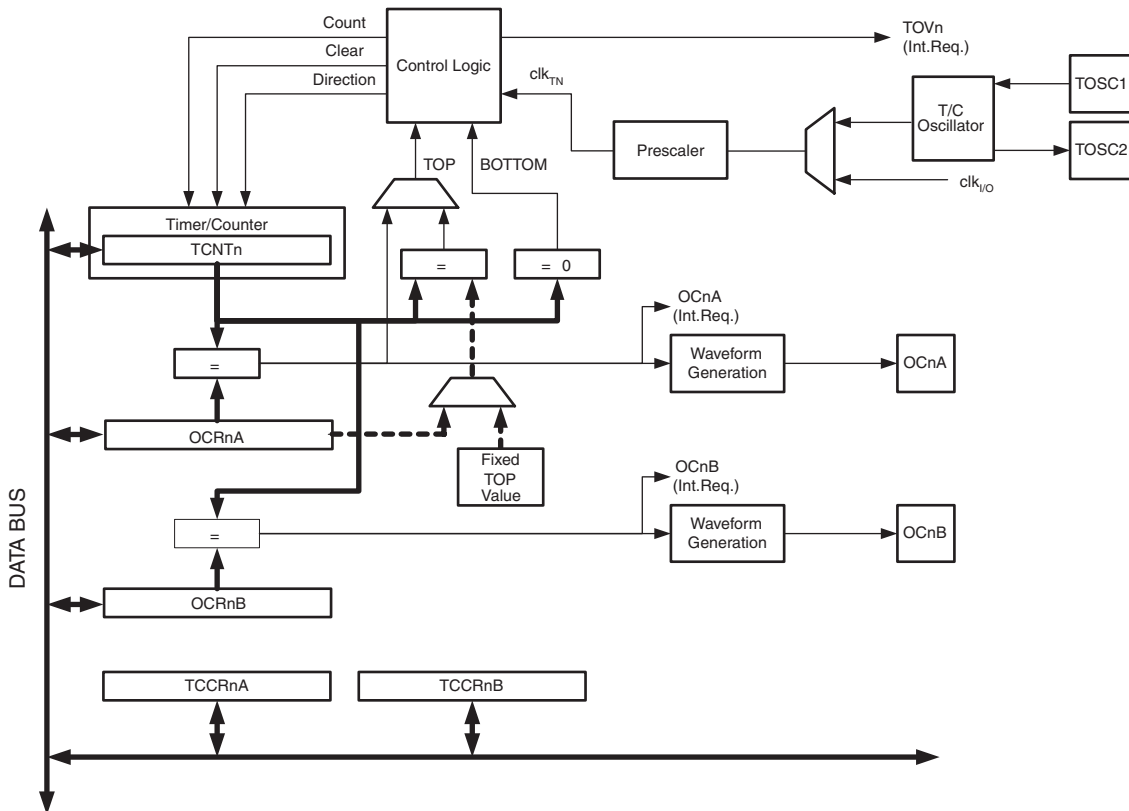 Count
Clear
Direction
Control Logic
clkTN
TOVn
(Int.Req.)
TOSC1
T/C
Oscillator
TOSC2
Prescaler
clkI/O
TOP
BOTTOM
Timer/Counter
TCNTn
=
= 0
OCnA
(Int.Req.)
=
Waveform
Generation
OCnA
OCRnA
Fixed
TOP
Value
OCnB
(Int.Req.)
=
Waveform
Generation
OCnB
DATA BUS
OCRnB
TCCRnA
TCCRnB